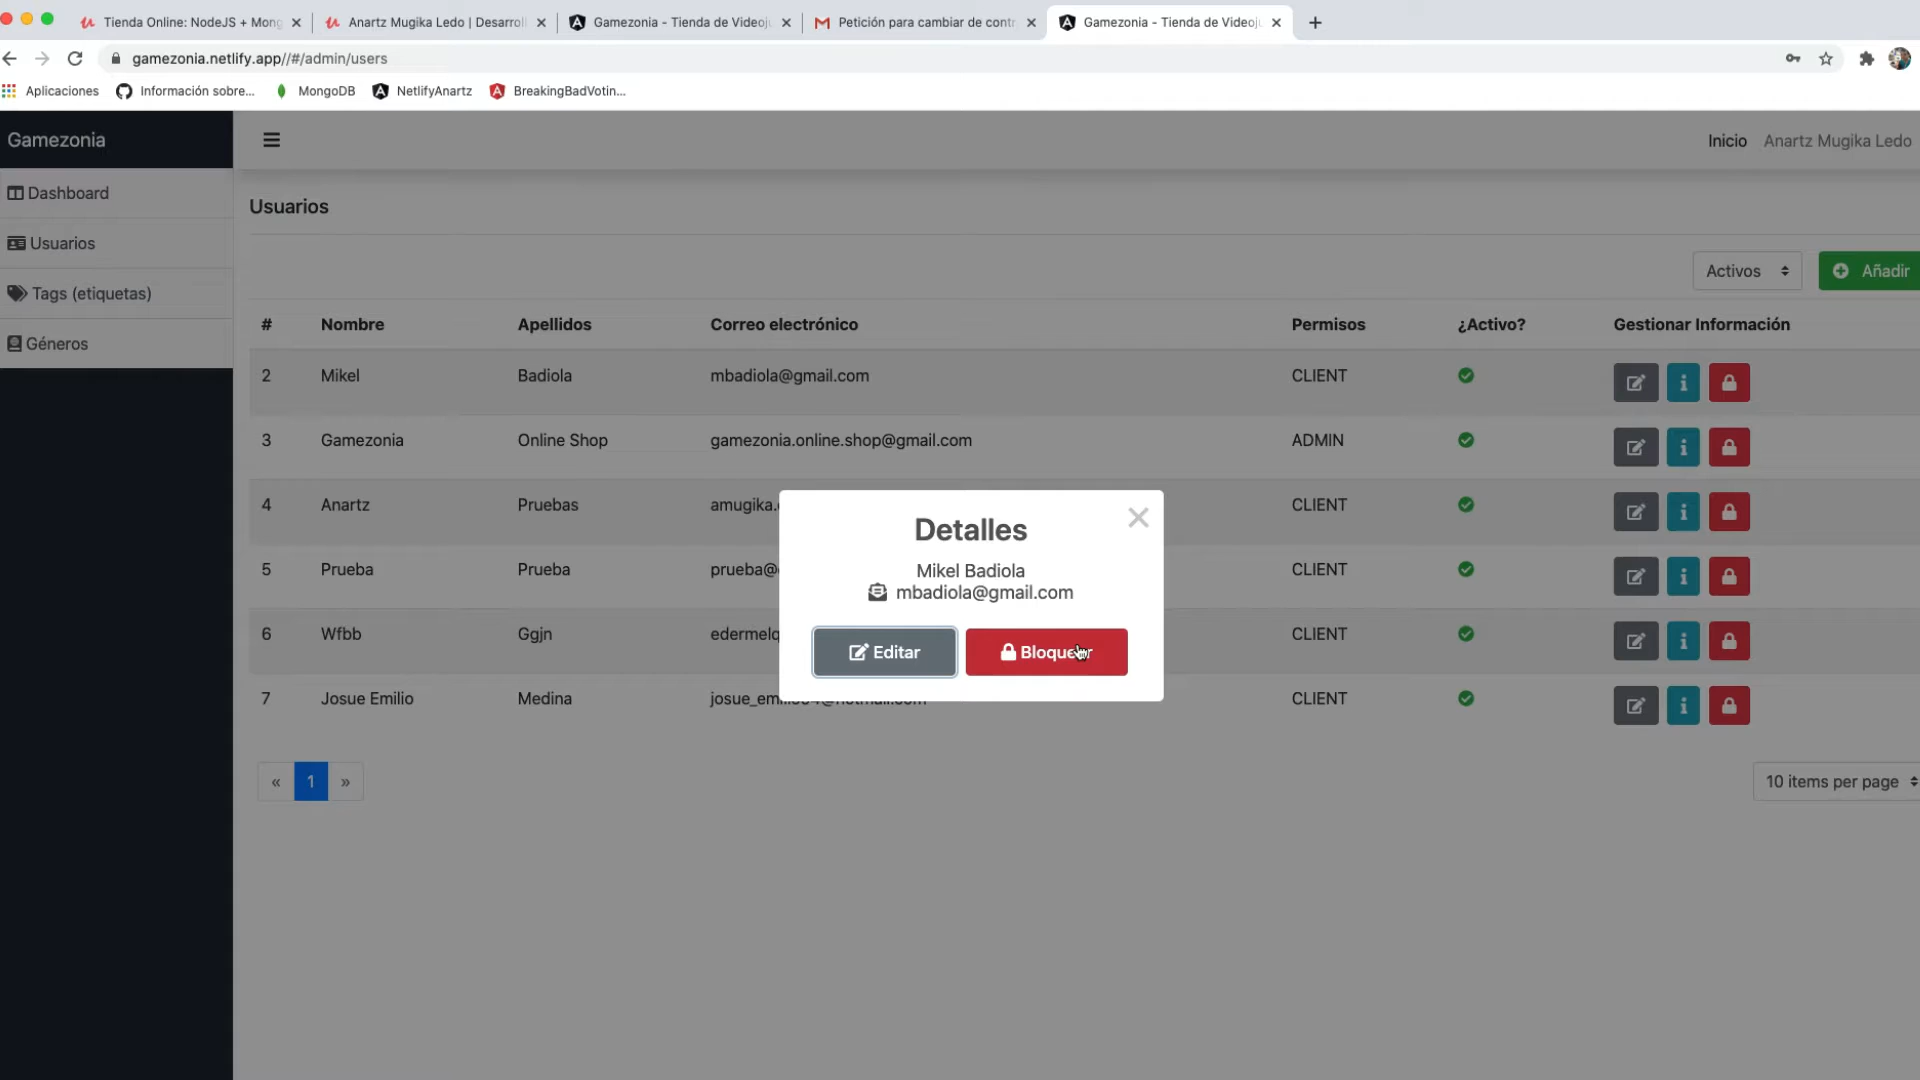 Tienda Online: NodeJS + Mong
Anartz Mugika Ledo | Desarroll
Gamezonia - Tienda de Videoju
Petición para cambiar de contr
Gamezonia - Tienda de Videoju
gamezonia.netlify.app//#/admin/users
Aplicaciones
Información sobre...
MongoDB
NetlifyAnartz
BreakingBadVotin...
Gamezonia
Inicio
Anartz Mugika Ledo
Dashboard
Usuarios
Tags (etiquetas)
Géneros
Usuarios
Activos
Añadir
# Nombre Apellidos Correo electrónico Permisos ¿Activo? Gestionar Información
2 Mikel Badiola mbadiola@gmail.com CLIENT
3 Gamezonia Online Shop gamezonia.online.shop@gmail.com ADMIN
4 Anartz Pruebas amugika. CLIENT
5 Prueba Prueba prueba@ CLIENT
6 Wfbb Ggjn edermelq CLIENT
7 Josue Emilio Medina CLIENT
Detalles
Mikel Badiola
mbadiola@gmail.com
Editar
Bloquear
« 1 »
10 items per page